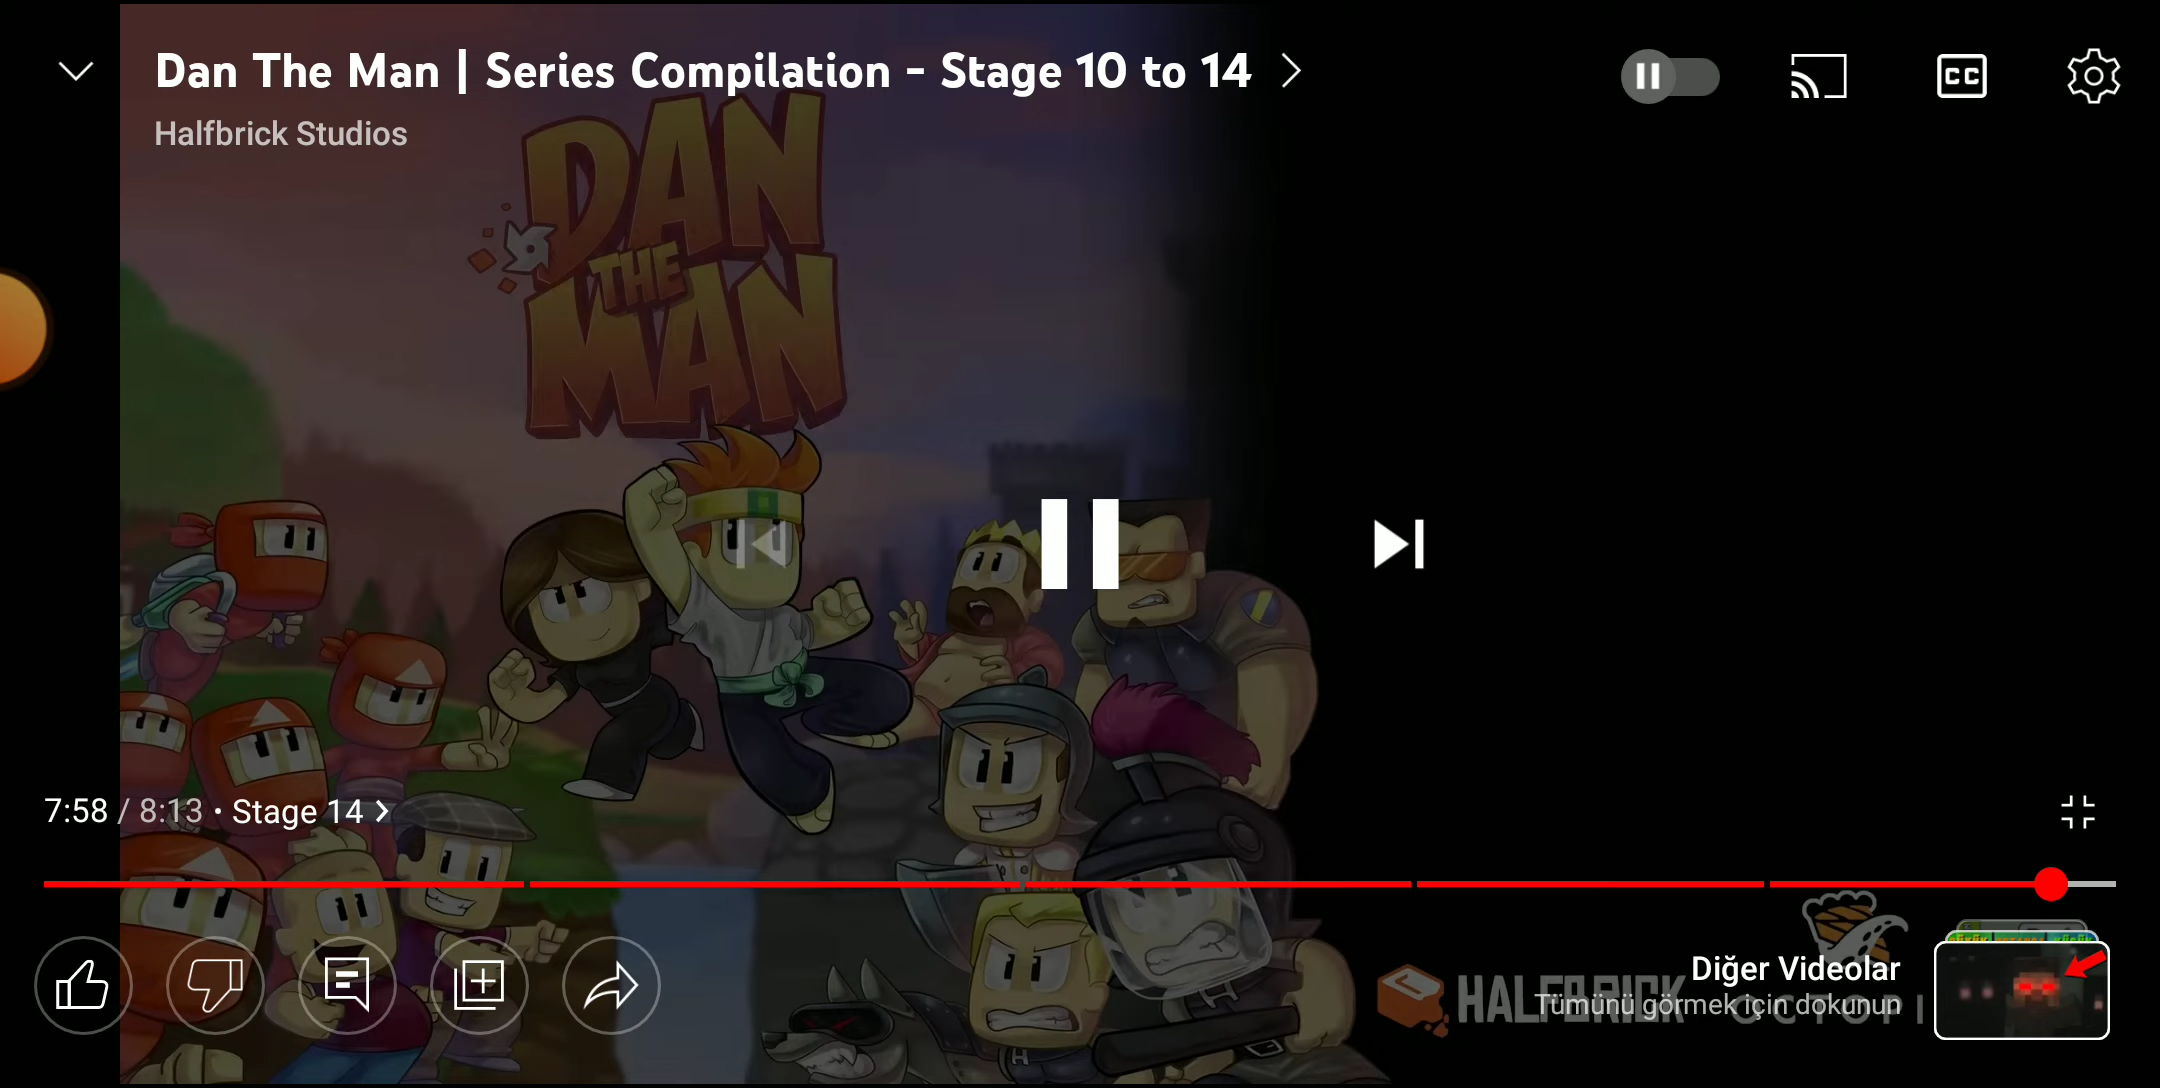 Dan The Man | Series Compilation - Stage 10 to 14
Halfbrick Studios
CC
DAN
THE
MAN
7:58 / 8:13 • Stage 14
Diğer Videolar
Tümünü görmek için dokunun
HALFBRICK